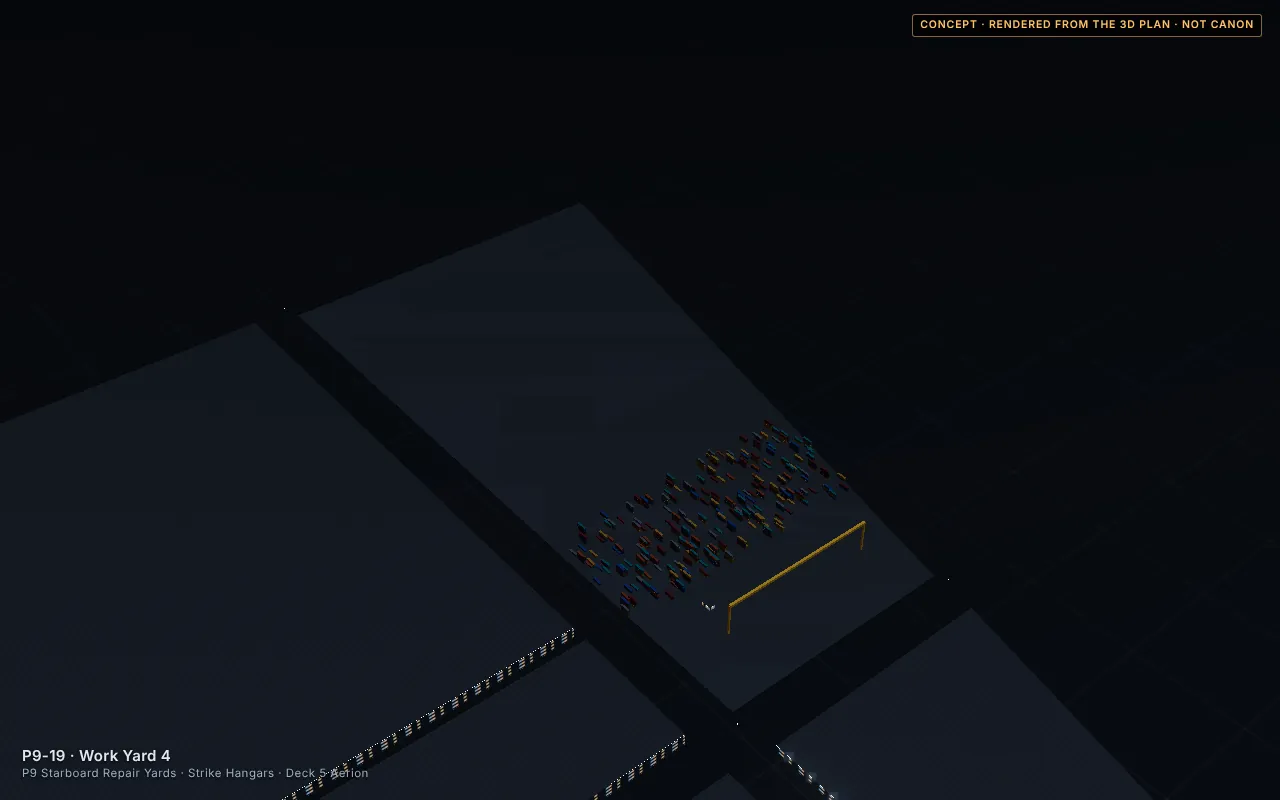 CONCEPT · RENDERED FROM THE 3D PLAN · NOT CANON
P9-19 · Work Yard 4
P9 Starboard Repair Yards · Strike Hangars · Deck 5 Aerion